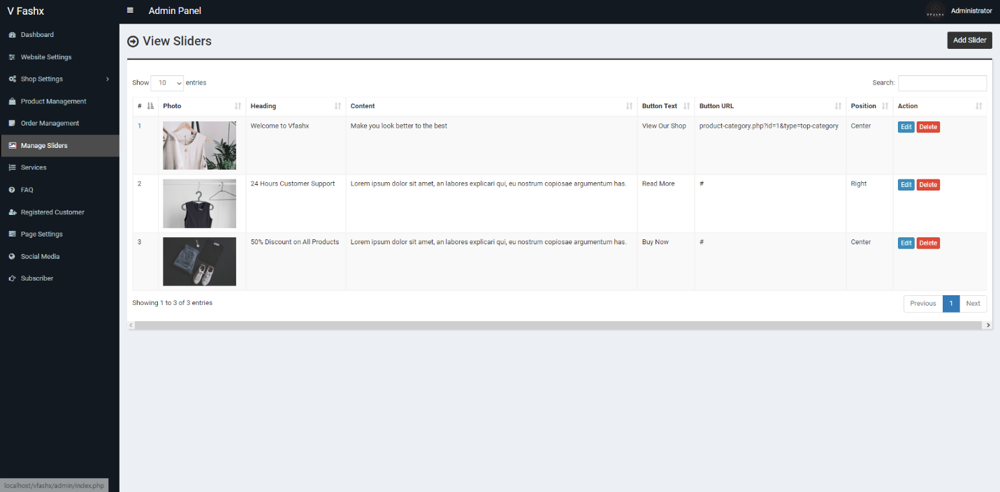 V Fashx
Admin Panel
VFASHX
Administrator
Dashboard
Website Settings
Shop Settings
Product Management
Order Management
Manage Sliders
Services
FAQ
Registered Customer
Page Settings
Social Media
Subscriber
View Sliders
Add Slider
Show 10 entries
Search:
# Photo Heading Content Button Text Button URL Position Action
1 Welcome to Vfashx Make you look better to the best View Our Shop product-category.php?id=1&type=top-category Center Edit Delete
2 24 Hours Customer Support Lorem ipsum dolor sit amet, an labores explicari qui, eu nostrum copiosae argumentum has. Read More # Right Edit Delete
3 50% Discount on All Products Lorem ipsum dolor sit amet, an labores explicari qui, eu nostrum copiosae argumentum has. Buy Now # Center Edit Delete
Showing 1 to 3 of 3 entries
Previous 1 Next
localhost/vfashx/admin/index.php